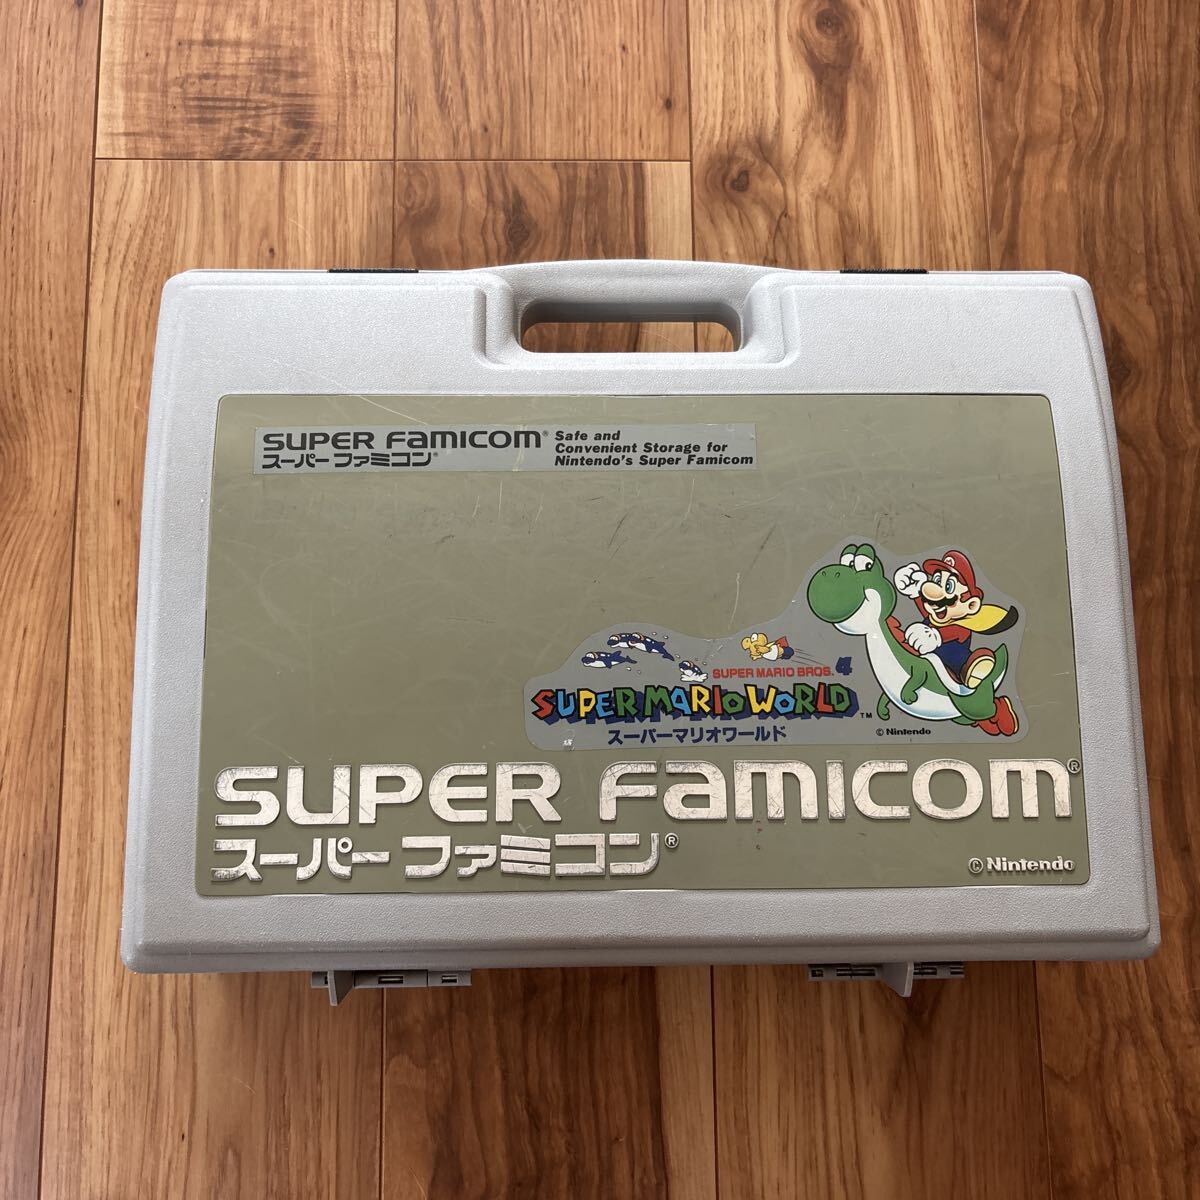 SUPER FAMICOM®
スーパーファミコン®
Safe and
Convenient Storage for
Nintendo's Super Famicom
SUPER MARIO BROS. 4
SUPER MARIO WORLD™
スーパーマリオワールド
© Nintendo
SUPER FAMICOM®
スーパーファミコン®
© Nintendo